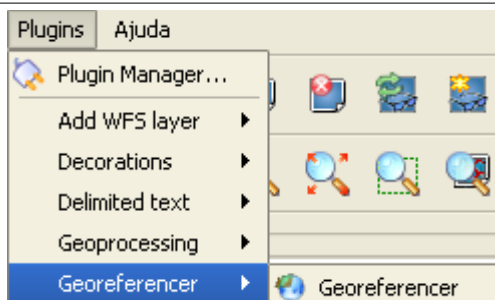 Plugins Ajuda
Plugin Manager...
Add WFS layer
Decorations
Delimited text
Geoprocessing
Georeferencer Georeferencer